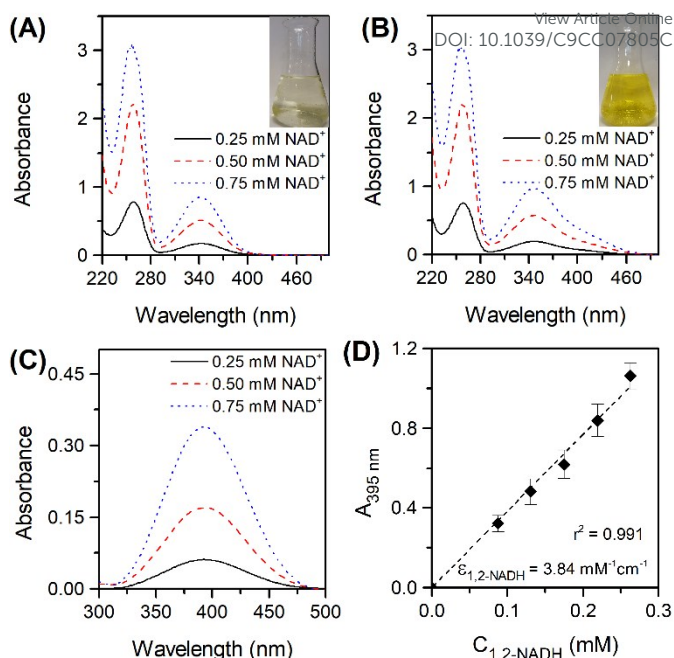 View Article Online
DOI: 10.1039/C9CC07805C
(A)
Absorbance
3
2
1
0
220 280 340 400 460
Wavelength (nm)
0.25 mM NAD⁺
0.50 mM NAD⁺
0.75 mM NAD⁺
(B)
Absorbance
3
2
1
0
220 280 340 400 460
Wavelength (nm)
0.25 mM NAD⁺
0.50 mM NAD⁺
0.75 mM NAD⁺
(C)
Absorbance
0.45
0.30
0.15
0.00
300 350 400 450 500
Wavelength (nm)
0.25 mM NAD⁺
0.50 mM NAD⁺
0.75 mM NAD⁺
(D)
A₃₉₅ ₙₘ
1.2
0.8
0.4
0.0
0.0 0.1 0.2 0.3
r² = 0.991
ε₁,₂-NADH = 3.84 mM⁻¹cm⁻¹
C₁,₂-NADH (mM)